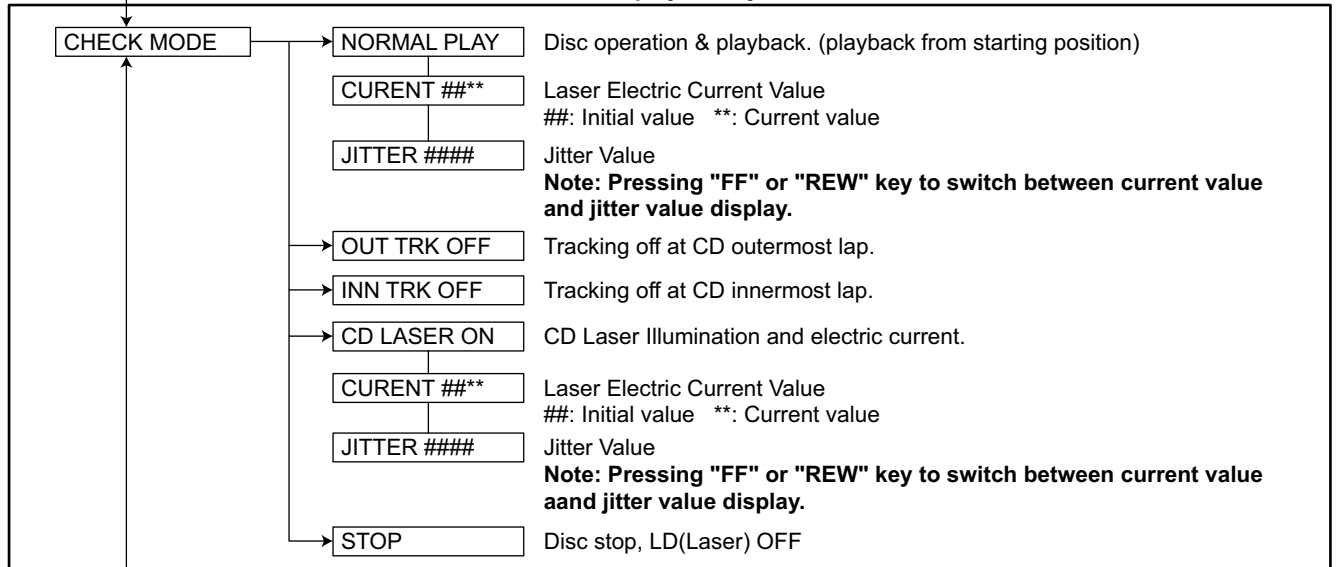 CHECK MODE
NORMAL PLAY Disc operation & playback. (playback from starting position)
CURENT ##** Laser Electric Current Value
##: Initial value **: Current value
JITTER #### Jitter Value
Note: Pressing "FF" or "REW" key to switch between current value
and jitter value display.
OUT TRK OFF Tracking off at CD outermost lap.
INN TRK OFF Tracking off at CD innermost lap.
CD LASER ON CD Laser Illumination and electric current.
CURENT ##** Laser Electric Current Value
##: Initial value **: Current value
JITTER #### Jitter Value
Note: Pressing "FF" or "REW" key to switch between current value
aand jitter value display.
STOP Disc stop, LD(Laser) OFF